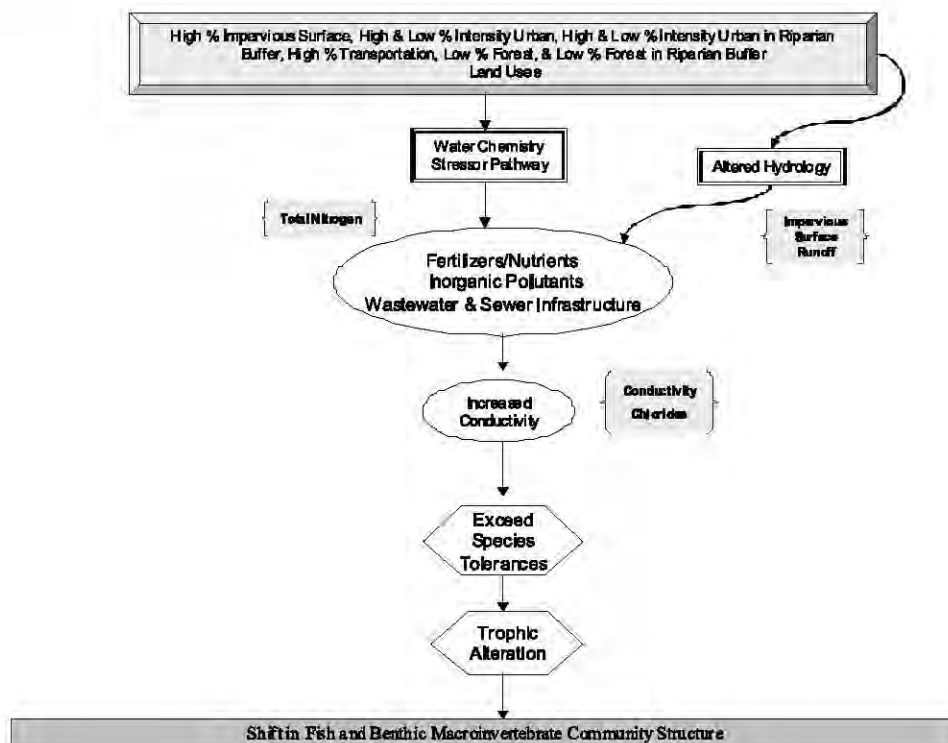 High % Impervious Surface, High & Low % Intensity Urban, High & Low % Intensity Urban in Riparian
Buffer, High % Transportation, Low % Forest, & Low % Forest in Riparian Buffer
Land Uses
Water Chemistry
Stressor Pathway
Altered Hydrology
Total Nitrogen
Impervious
Surface
Runoff
Fertilizers/Nutrients
Inorganic Pollutants
Wastewater & Sewer Infrastructure
Increased
Conductivity
Conductivity
Chlorides
Exceed
Species
Tolerances
Trophic
Alteration
Shift in Fish and Benthic Macroinvertebrate Community Structure